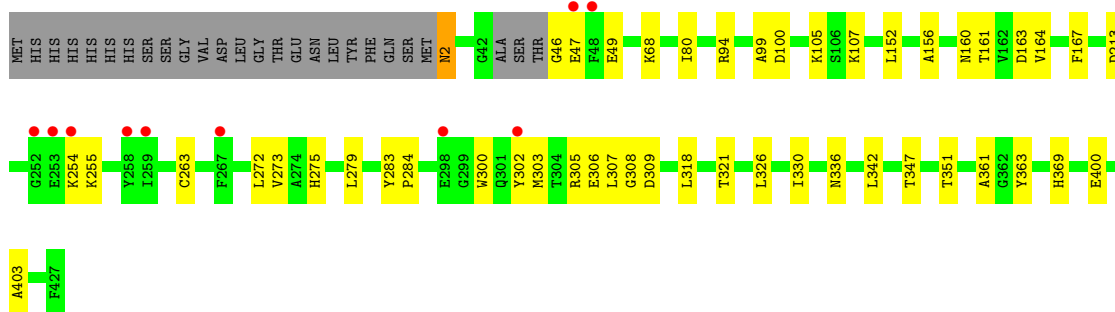 MET HIS HIS HIS HIS HIS HIS SER SER GLY VAL ASP LEU GLY THR GLU ASN LEU TYR PHE GLN SER MET N2 G42 ALA SER THR G46 E47 F48 E49 K68 I80 R94 A99 D100 K105 S106 K107 L152 A156 N160 T161 V162 D163 V164 F167 D213
G252 E253 K254 K255 Y258 I259 C263 F267 L272 V273 A274 H275 L279 Y283 P284 E298 G299 W300 Q301 Y302 M303 T304 R305 E306 L307 G308 D309 L318 T321 L326 I330 N336 L342 T347 T351 A361 G362 Y363 H369 E400
A403 F427